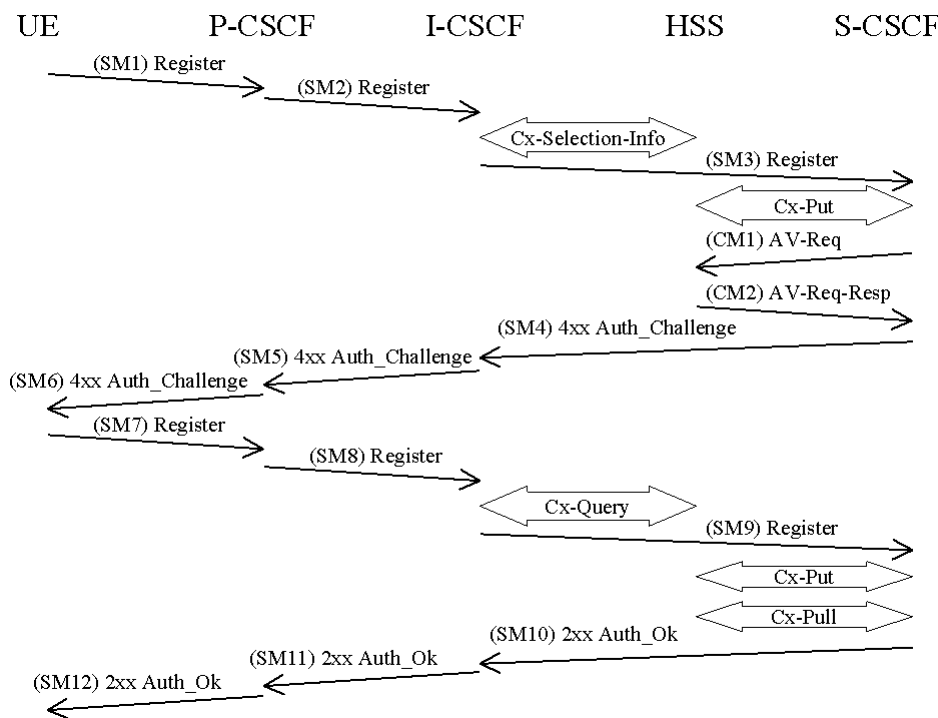 UE P-CSCF I-CSCF HSS S-CSCF
(SM1) Register
(SM2) Register
Cx-Selection-Info
(SM3) Register
Cx-Put
(CM1) AV-Req
(CM2) AV-Req-Resp
(SM4) 4xx Auth_Challenge
(SM5) 4xx Auth_Challenge
(SM6) 4xx Auth_Challenge
(SM7) Register
(SM8) Register
Cx-Query
(SM9) Register
Cx-Put
Cx-Pull
(SM10) 2xx Auth_Ok
(SM11) 2xx Auth_Ok
(SM12) 2xx Auth_Ok